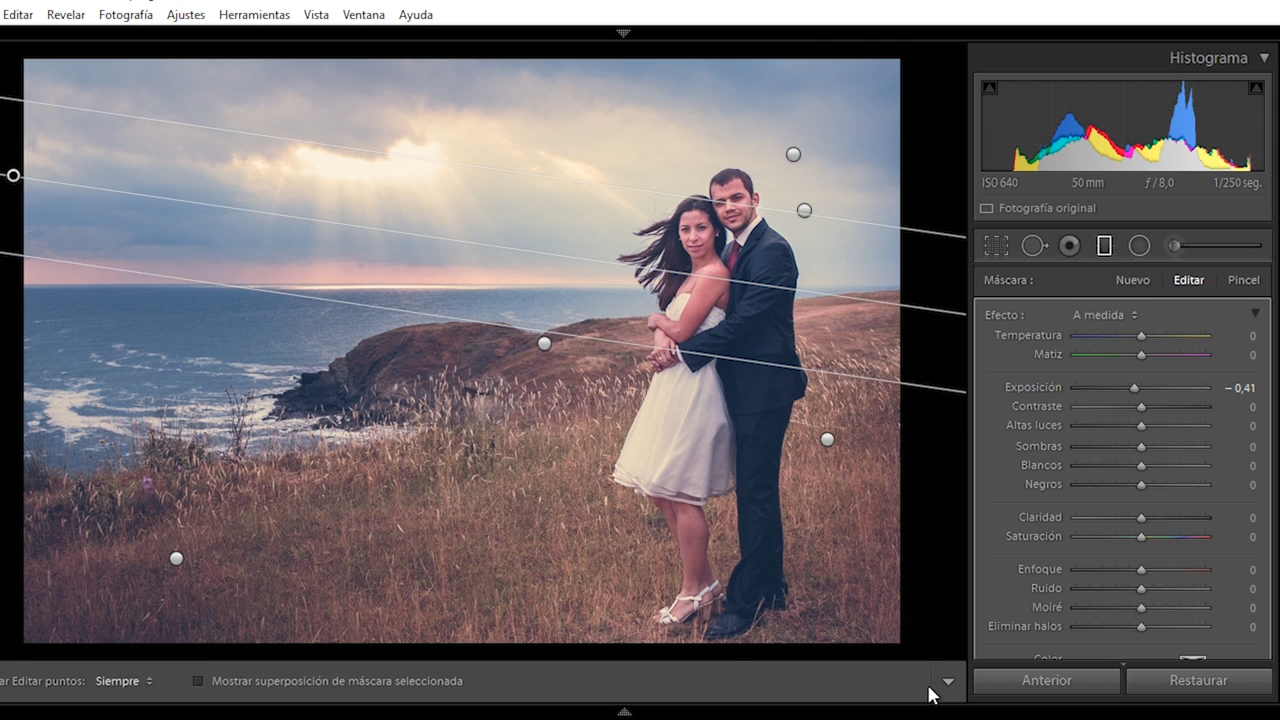 Editar Revelar Fotografía Ajustes Herramientas Vista Ventana Ayuda
Histograma
ISO 640 50 mm ƒ / 8,0 1/250 seg.
Fotografía original
Máscara : Nuevo Editar Pincel
Efecto : A medida
Temperatura 0
Matiz 0
Exposición – 0,41
Contraste 0
Altas luces 0
Sombras 0
Blancos 0
Negros 0
Claridad 0
Saturación 0
Enfoque 0
Ruido 0
Moiré 0
Eliminar halos 0
Color
ar Editar puntos: Siempre Mostrar superposición de máscara seleccionada
Anterior Restaurar